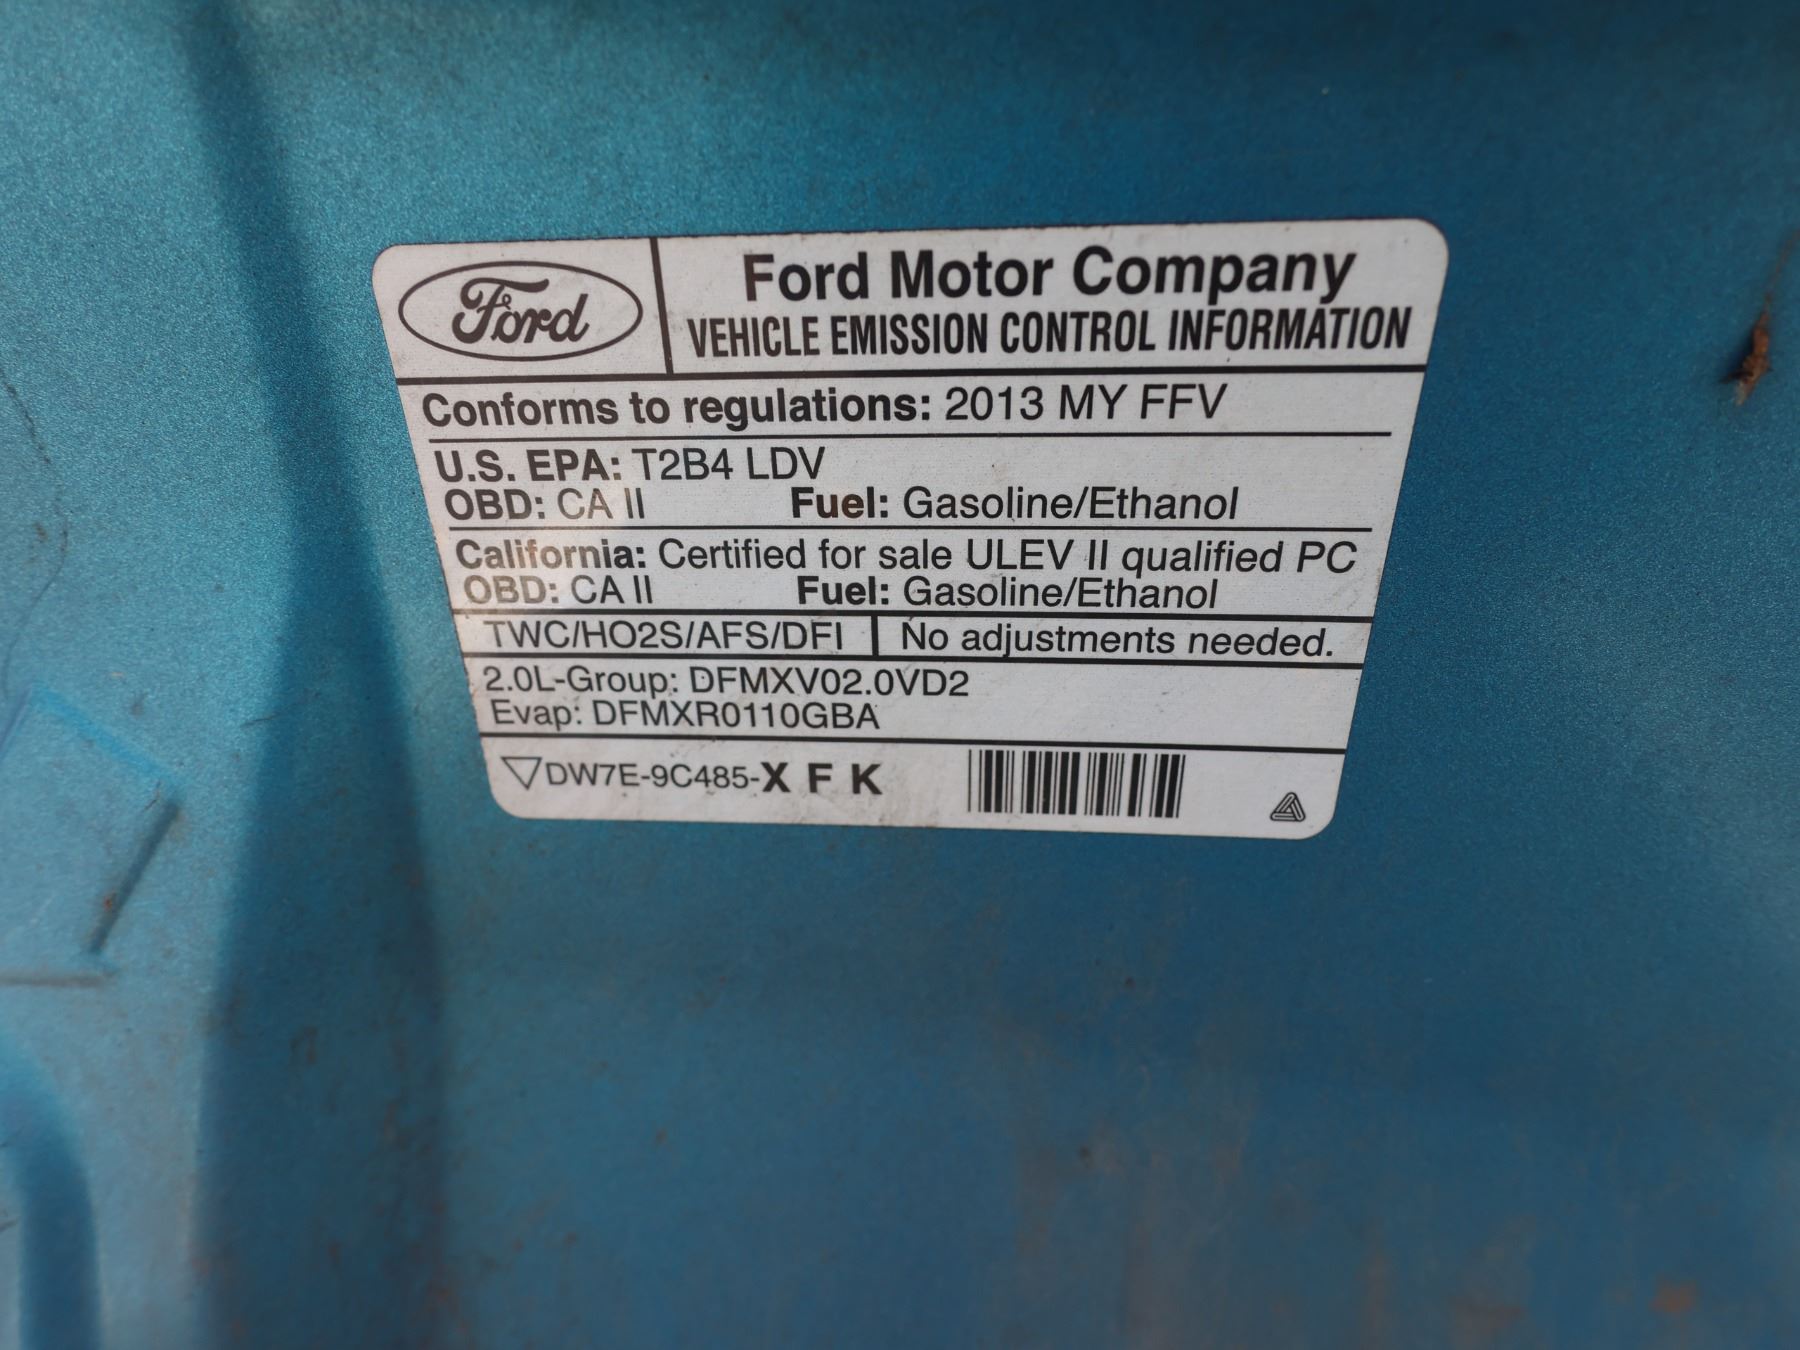 Ford
Ford Motor Company
VEHICLE EMISSION CONTROL INFORMATION
Conforms to regulations: 2013 MY FFV
U.S. EPA: T2B4 LDV
OBD: CA II Fuel: Gasoline/Ethanol
California: Certified for sale ULEV II qualified PC
OBD: CA II Fuel: Gasoline/Ethanol
TWC/HO2S/AFS/DFI No adjustments needed.
2.0L-Group: DFMXV02.0VD2
Evap: DFMXR0110GBA
DW7E-9C485-X F K